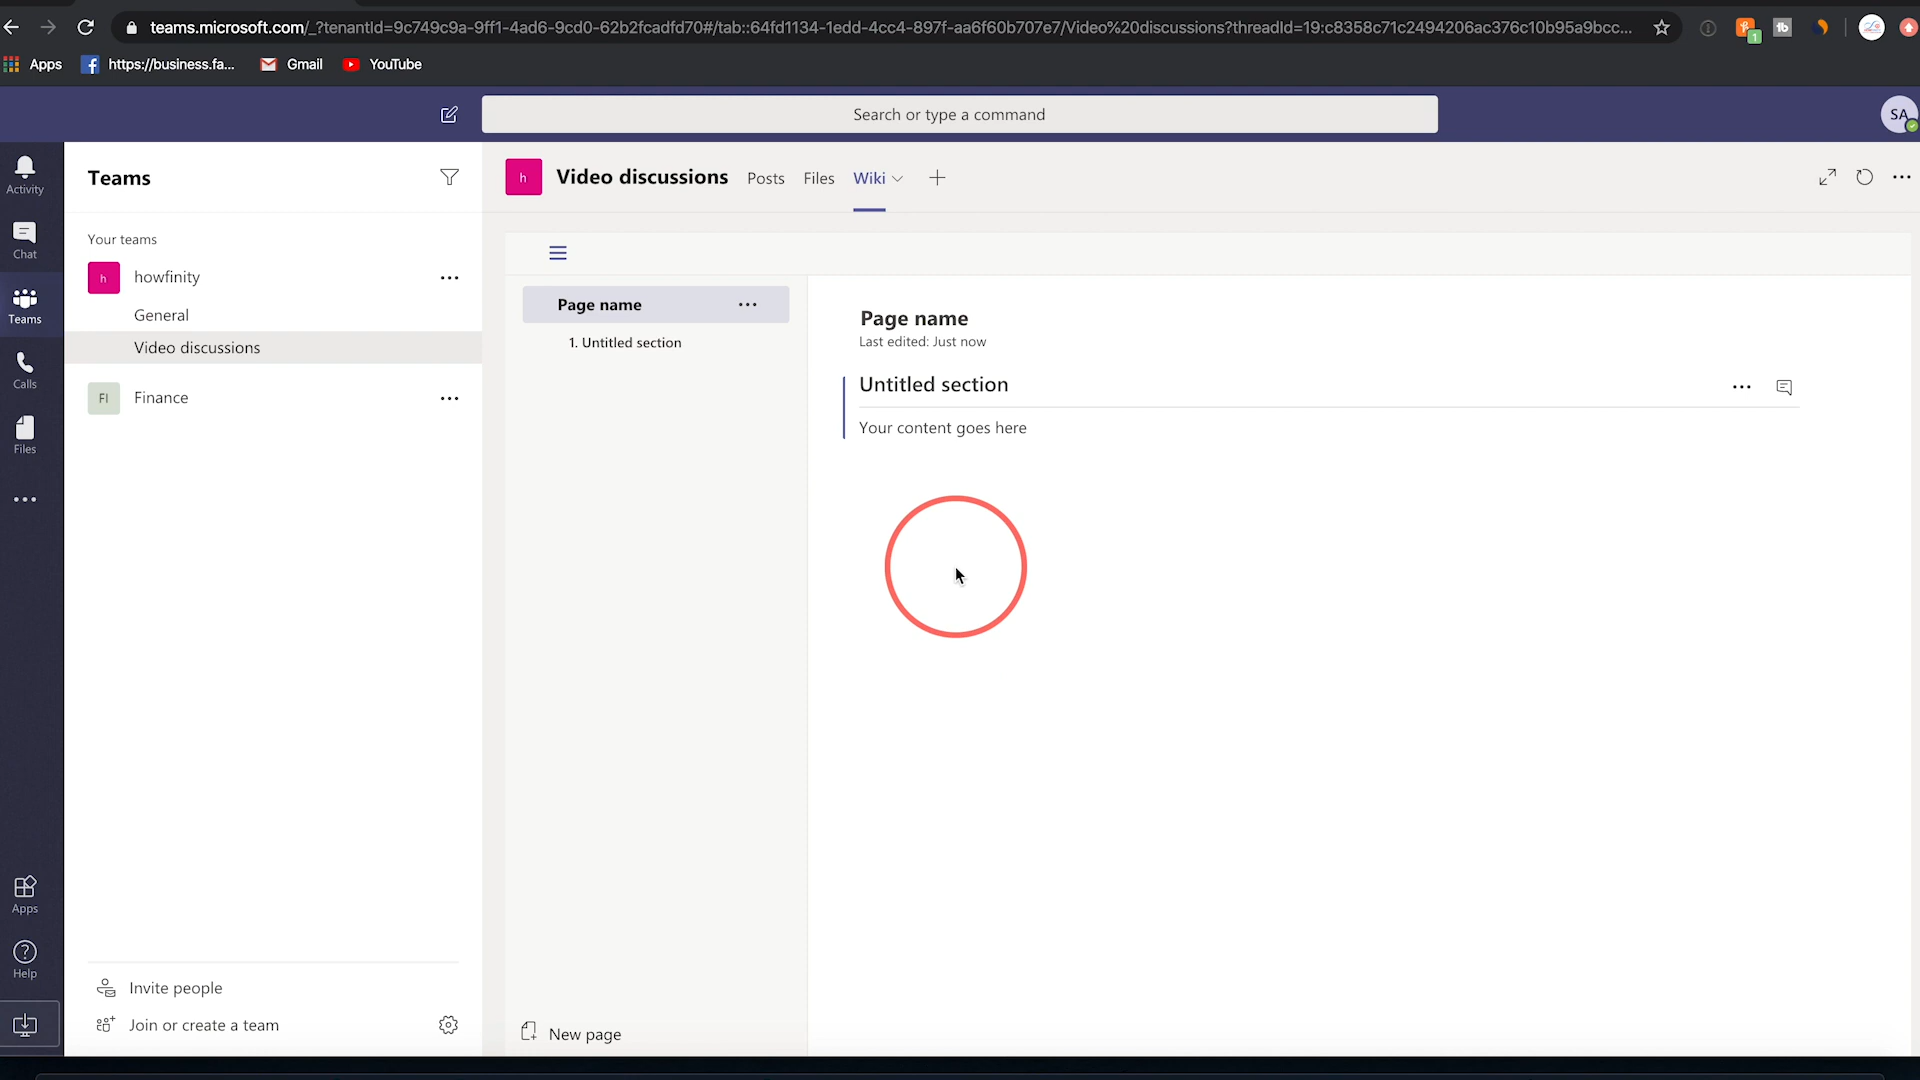 teams.microsoft.com/_?tenantId=9c749c9a-9ff1-4ad6-9cd0-62b2fcadfd70#/tab::64fd1134-1edd-4cc4-897f-aa6f60b707e7/Video%20discussions?threadId=19:c8358c71c2494206ac376c10b95a9bcc...
1
tb
Apps
https://business.fa...
Gmail
YouTube
Search or type a command
SA
Activity
Chat
Teams
Calls
Files
Apps
Help
Teams
Your teams
h
howfinity
General
Video discussions
FI
Finance
Invite people
Join or create a team
h
Video discussions
Posts
Files
Wiki
Page name
1. Untitled section
New page
Page name
Last edited: Just now
Untitled section
Your content goes here